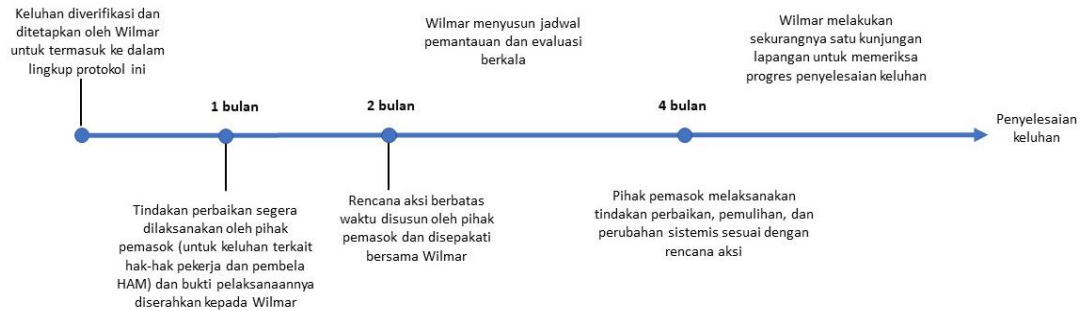 Keluhan diverifikasi dan
ditetapkan oleh Wilmar
untuk termasuk ke dalam
lingkup protokol ini
Wilmar menyusun jadwal
pemantauan dan evaluasi
berkala
Wilmar melakukan
sekurangnya satu kunjungan
lapangan untuk memeriksa
progres penyelesaian keluhan
1 bulan
2 bulan
4 bulan
Penyelesaian
keluhan
Tindakan perbaikan segera
dilaksanakan oleh pihak
pemasok (untuk keluhan terkait
hak-hak pekerja dan pembela
HAM) dan bukti pelaksanaannya
diserahkan kepada Wilmar
Rencana aksi berbatas
waktu disusun oleh pihak
pemasok dan disepakati
bersama Wilmar
Pihak pemasok melaksanakan
tindakan perbaikan, pemulihan, dan
perubahan sistemis sesuai dengan
rencana aksi